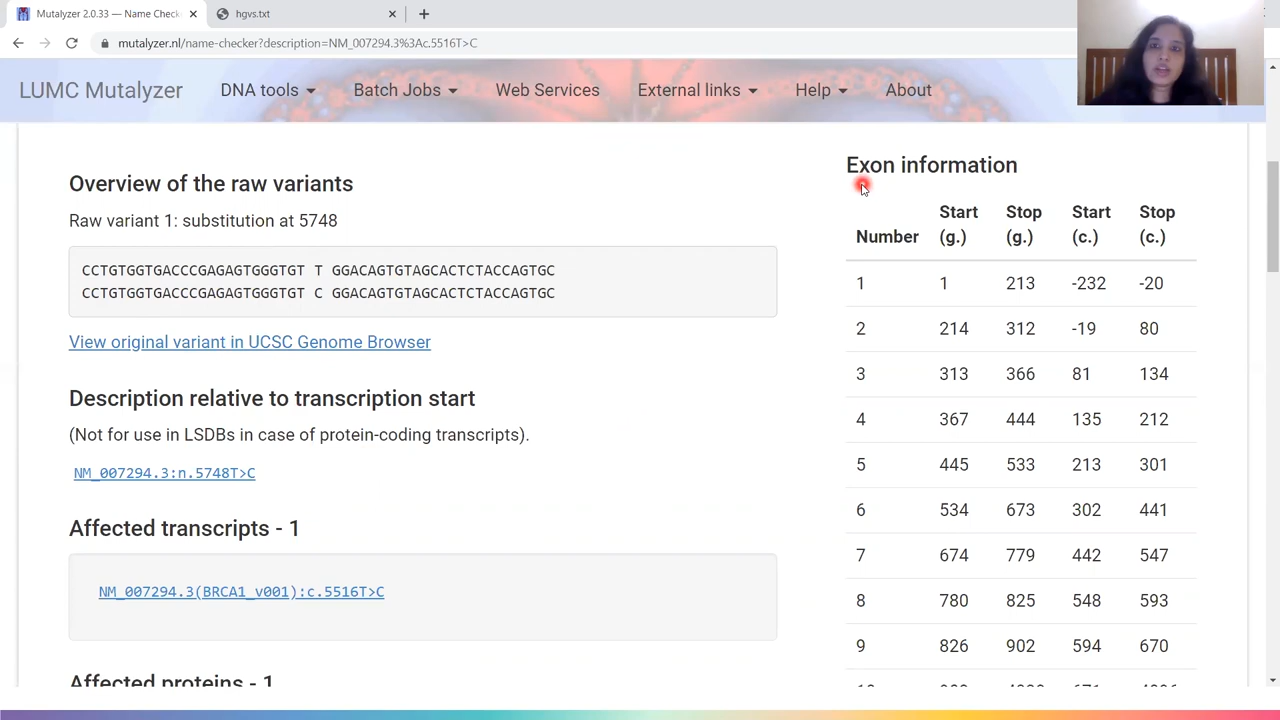 Mutalyzer 2.0.33 — Name Check
hgvs.txt
mutalyzer.nl/name-checker?description=NM_007294.3%3Ac.5516T>C
LUMC Mutalyzer
DNA tools
Batch Jobs
Web Services
External links
Help
About
Overview of the raw variants
Raw variant 1: substitution at 5748
CCTGTGGTGACCCGAGAGTGGGTGT T GGACAGTGTAGCACTCTACCAGTGC
CCTGTGGTGACCCGAGAGTGGGTGT C GGACAGTGTAGCACTCTACCAGTGC
View original variant in UCSC Genome Browser
Description relative to transcription start
(Not for use in LSDBs in case of protein-coding transcripts).
NM_007294.3:n.5748T>C
Affected transcripts - 1
NM_007294.3(BRCA1_v001):c.5516T>C
Affected proteins - 1
Exon information
Number Start (g.) Stop (g.) Start (c.) Stop (c.)
1 1 213 -232 -20
2 214 312 -19 80
3 313 366 81 134
4 367 444 135 212
5 445 533 213 301
6 534 673 302 441
7 674 779 442 547
8 780 825 548 593
9 826 902 594 670